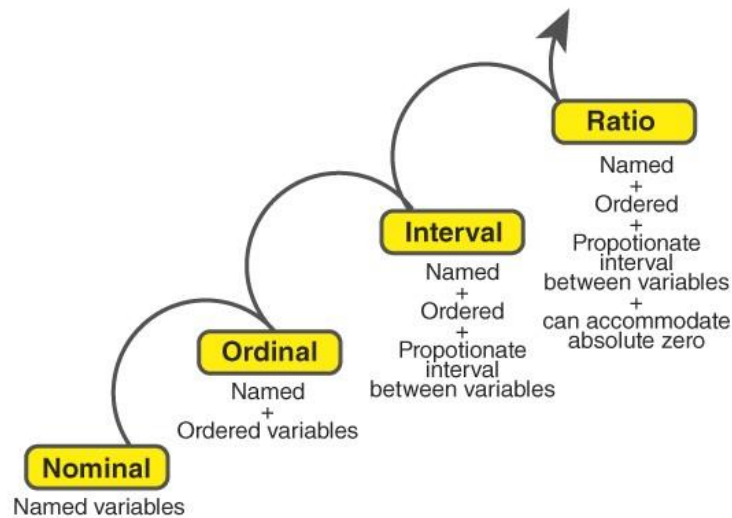 Ratio
Named
+
Ordered
+
Propotionate
interval
between variables
+
can accommodate
absolute zero
Interval
Named
+
Ordered
+
Propotionate
interval
between variables
Ordinal
Named
+
Ordered variables
Nominal
Named variables